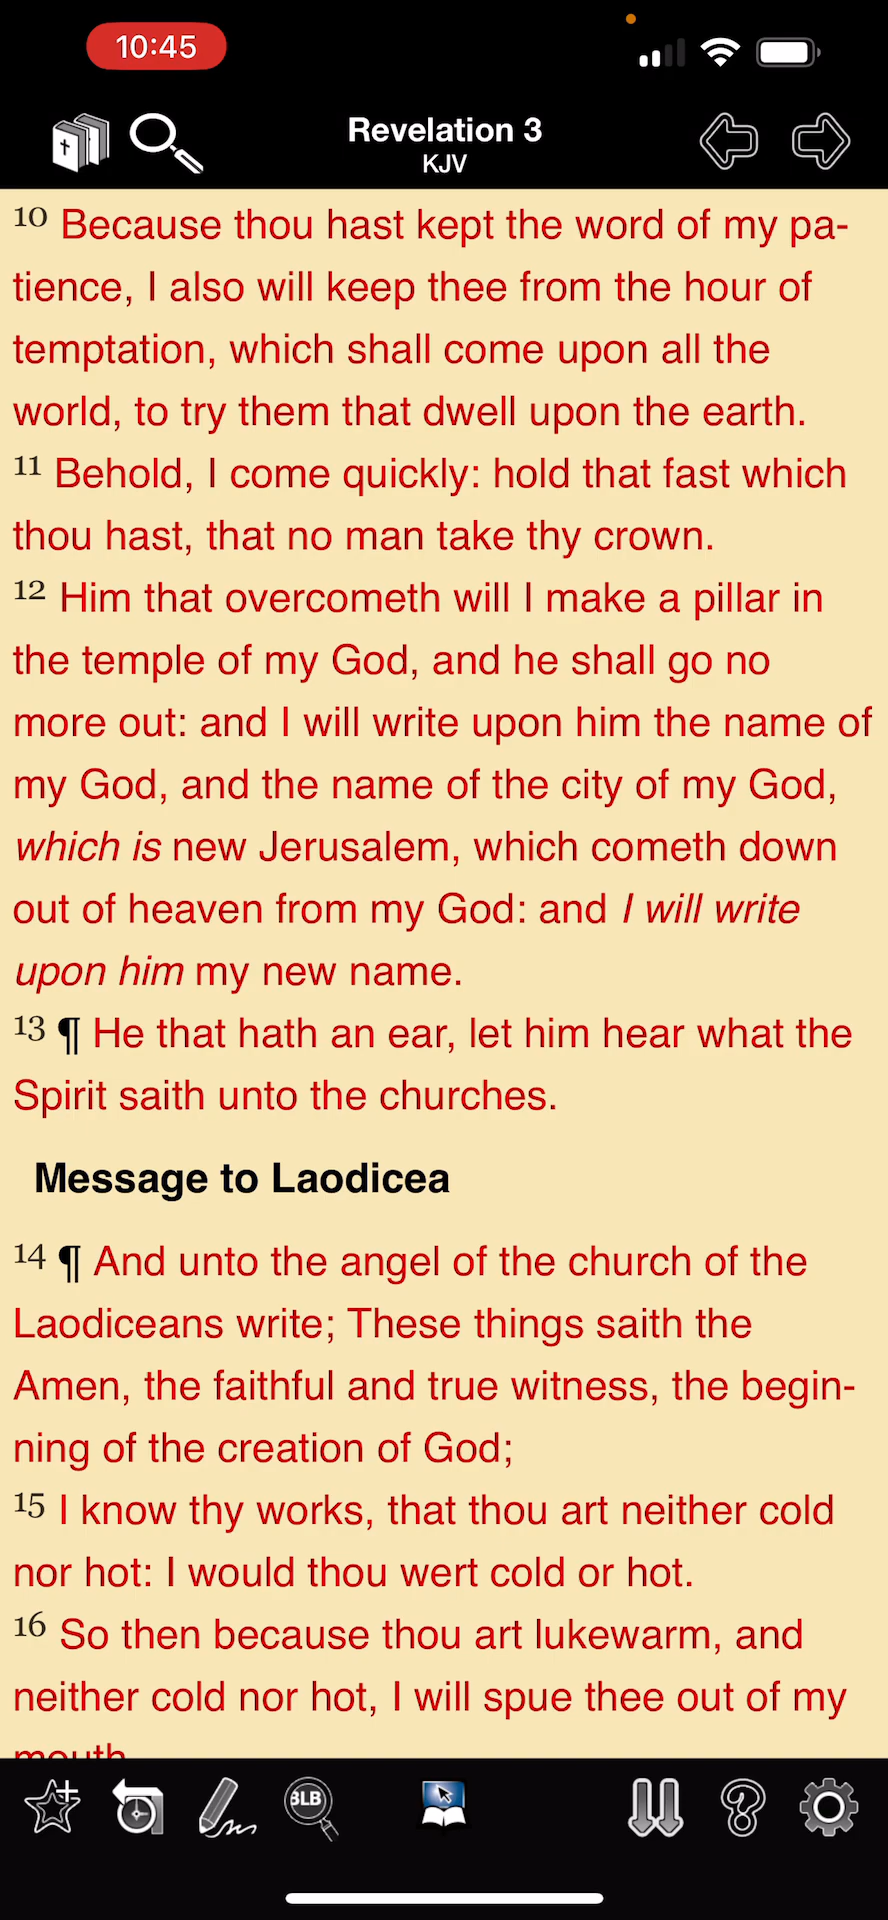 10:45
Revelation 3
KJV
10 Because thou hast kept the word of my pa-
tience, I also will keep thee from the hour of
temptation, which shall come upon all the
world, to try them that dwell upon the earth.
11 Behold, I come quickly: hold that fast which
thou hast, that no man take thy crown.
12 Him that overcometh will I make a pillar in
the temple of my God, and he shall go no
more out: and I will write upon him the name of
my God, and the name of the city of my God,
which is new Jerusalem, which cometh down
out of heaven from my God: and I will write
upon him my new name.
13 ¶ He that hath an ear, let him hear what the
Spirit saith unto the churches.
Message to Laodicea
14 ¶ And unto the angel of the church of the
Laodiceans write; These things saith the
Amen, the faithful and true witness, the begin-
ning of the creation of God;
15 I know thy works, that thou art neither cold
nor hot: I would thou wert cold or hot.
16 So then because thou art lukewarm, and
neither cold nor hot, I will spue thee out of my
mouth
BLB